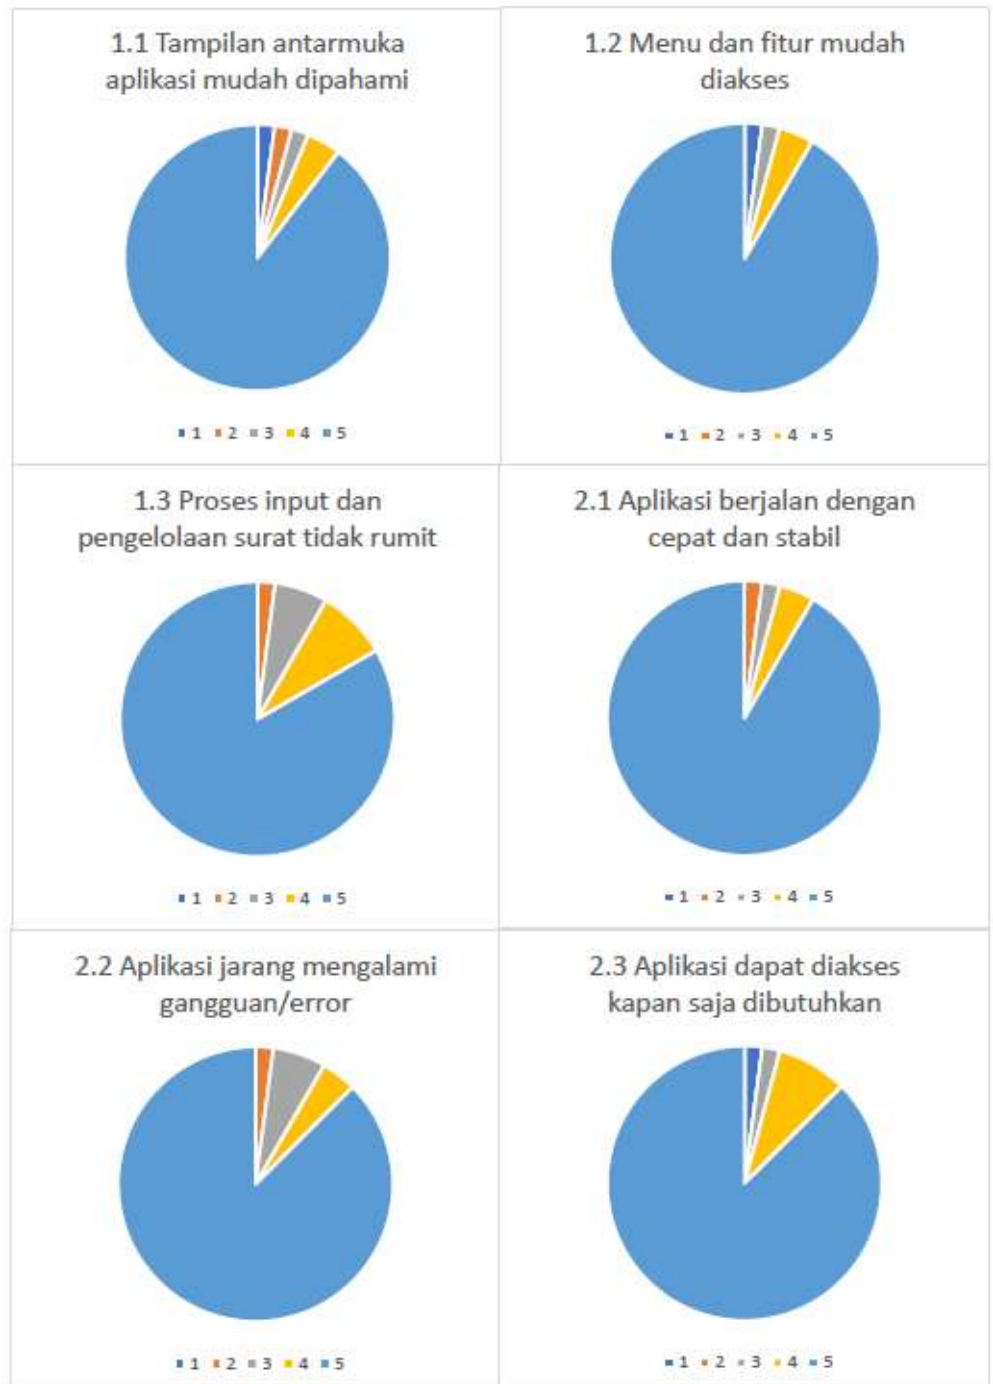 1.1 Tampilan antarmuka
aplikasi mudah dipahami
1 2 3 4 5
1.2 Menu dan fitur mudah
diakses
1 2 3 4 5
1.3 Proses input dan
pengelolaan surat tidak rumit
1 2 3 4 5
2.1 Aplikasi berjalan dengan
cepat dan stabil
1 2 3 4 5
2.2 Aplikasi jarang mengalami
gangguan/error
1 2 3 4 5
2.3 Aplikasi dapat diakses
kapan saja dibutuhkan
1 2 3 4 5